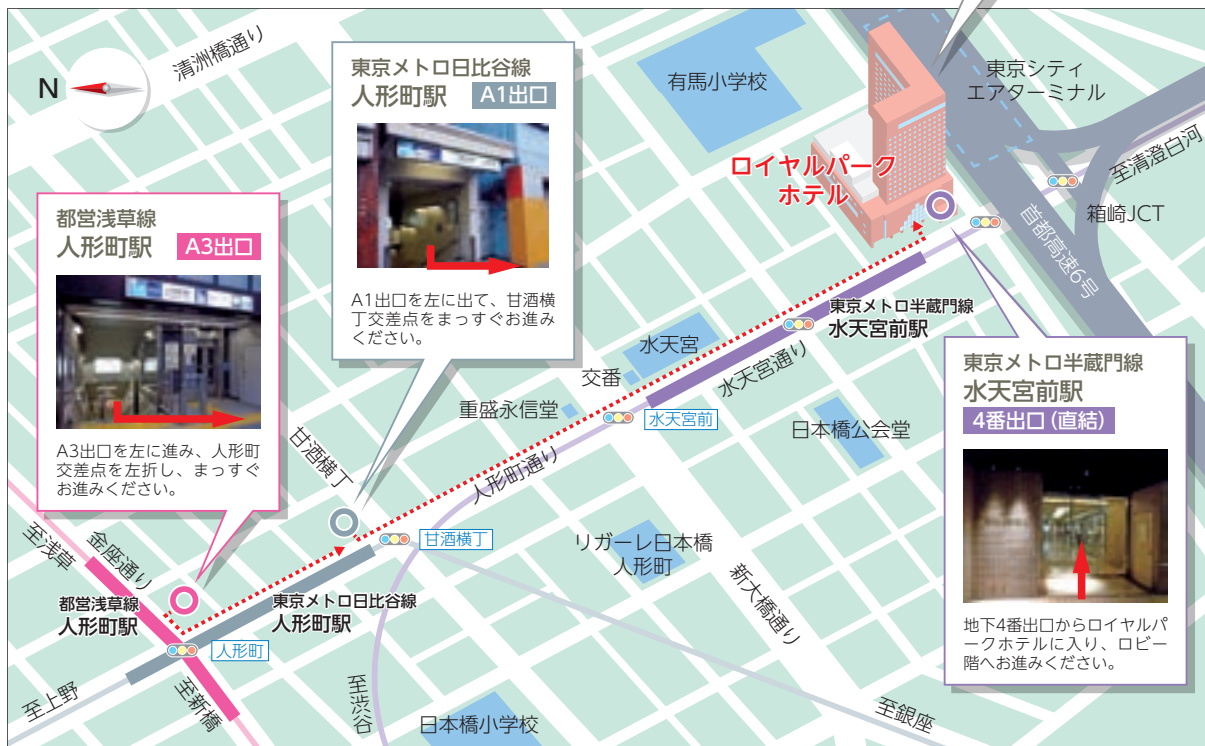 清洲橋通り
N
東京メトロ日比谷線
人形町駅 A1出口
A1出口を左に出て、甘酒横
丁交差点をまっすぐお進み
ください。
都営浅草線
人形町駅 A3出口
A3出口を左に進み、人形町
交差点を左折し、まっすぐ
お進みください。
有馬小学校
東京シティ
エアターミナル
ロイヤルパーク
ホテル
至清澄白河
箱崎JCT
首都高速6号
東京メトロ半蔵門線
水天宮前駅
水天宮
交番
水天宮通り
重盛永信堂
水天宮前
日本橋公会堂
甘酒横丁
人形町通り
甘酒横丁
リガーレ日本橋
人形町
新大橋通り
東京メトロ半蔵門線
水天宮前駅
4番出口(直結)
地下4番出口からロイヤルパ
ークホテルに入り、ロビー
階へお進みください。
至浅草
金座通り
都営浅草線
人形町駅
東京メトロ日比谷線
人形町駅
人形町
至上野
至新橋
至渋谷
日本橋小学校
至銀座